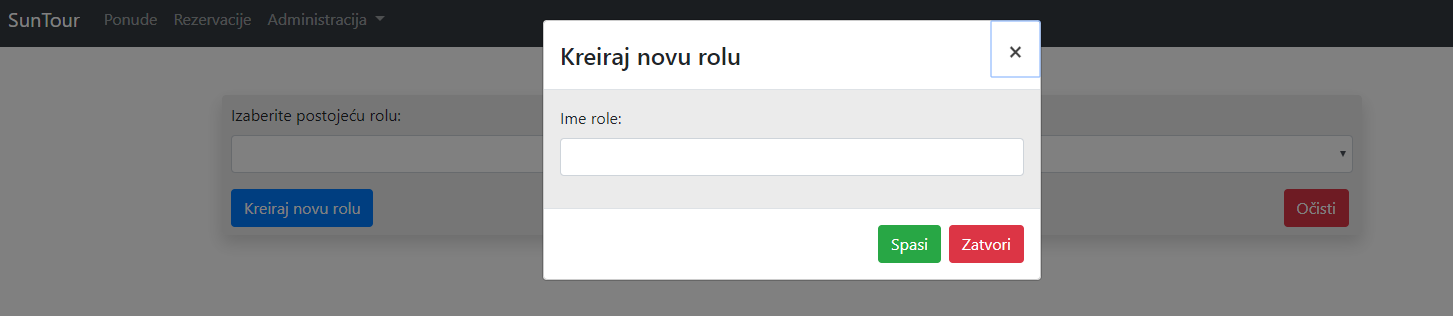 SunTour Ponude Rezervacije Administracija
Kreiraj novu rolu ×
Izaberite postojeću rolu:
Ime role:
Kreiraj novu rolu Očisti
Spasi Zatvori